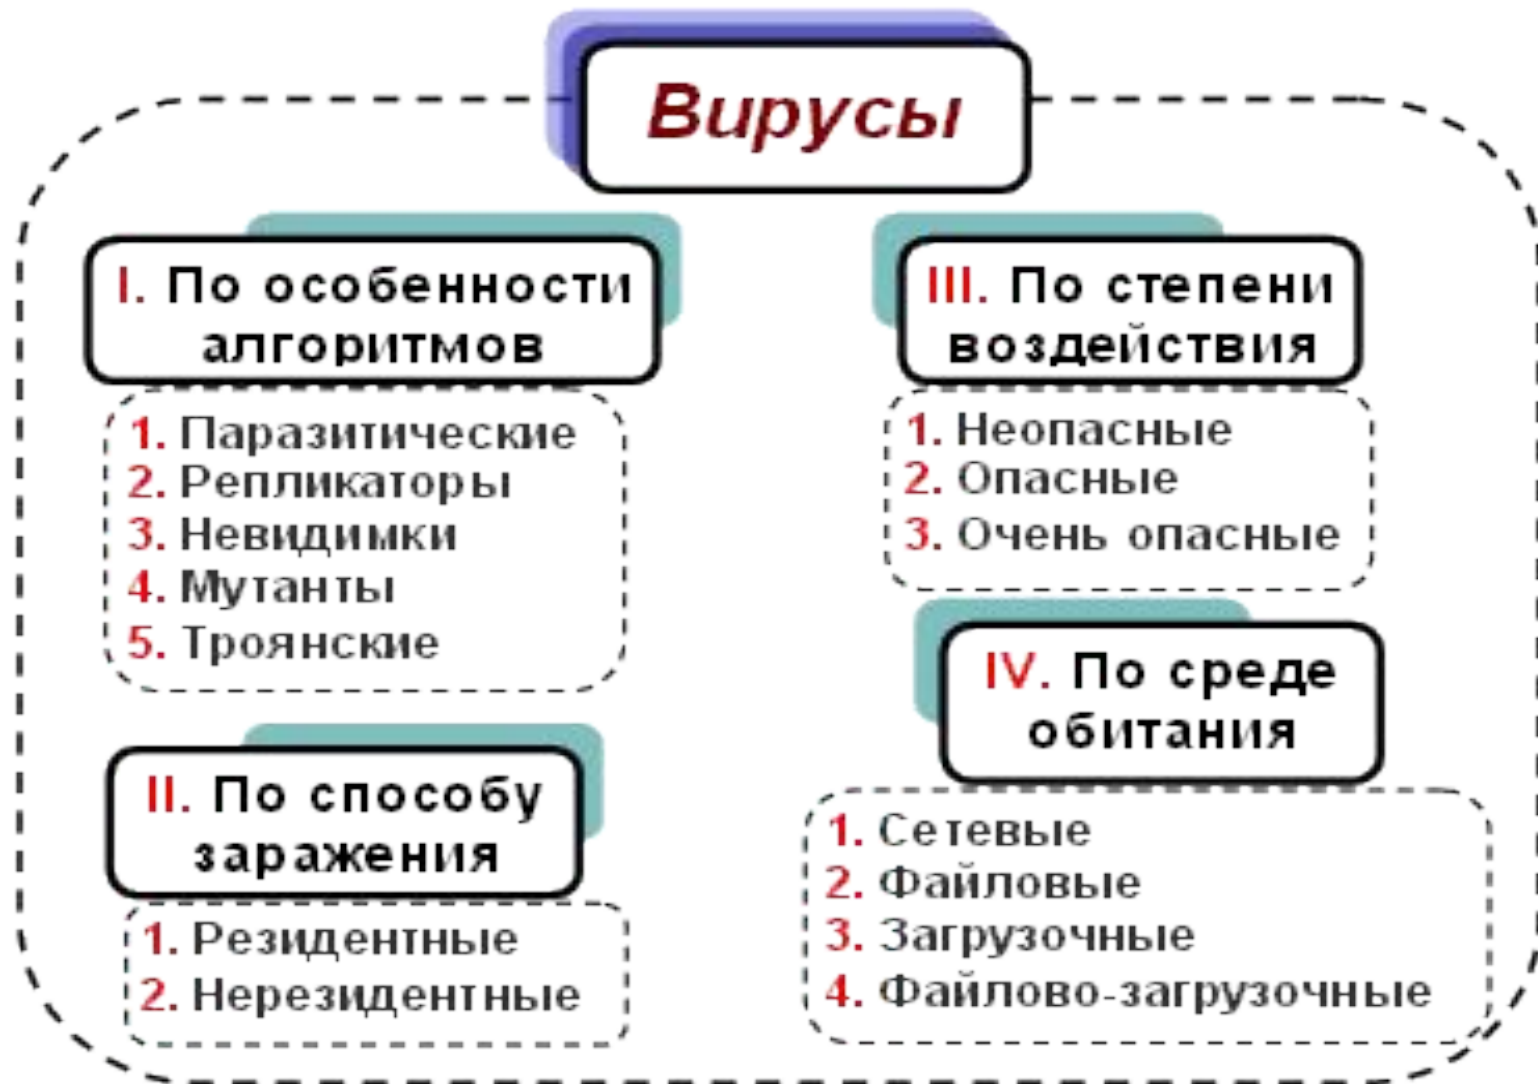 Вирусы
I. По особенности
алгоритмов
1. Паразитические
2. Репликаторы
3. Невидимки
4. Мутанты
5. Троянские
II. По способу
заражения
1. Резидентные
2. Нерезидентные
III. По степени
воздействия
1. Неопасные
2. Опасные
3. Очень опасные
IV. По среде
обитания
1. Сетевые
2. Файловые
3. Загрузочные
4. Файлово-загрузочные